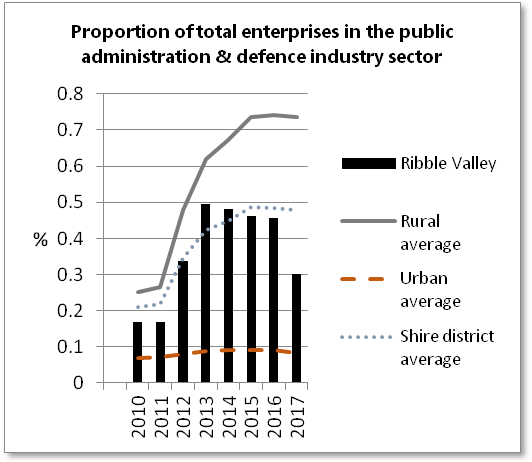 Proportion of total enterprises in the public
administration & defence industry sector
0.8
0.7
0.6
0.5
0.4
0.3
0.2
0.1
0
%
2010
2011
2012
2013
2014
2015
2016
2017
Ribble Valley
Rural
average
Urban
average
Shire district
average